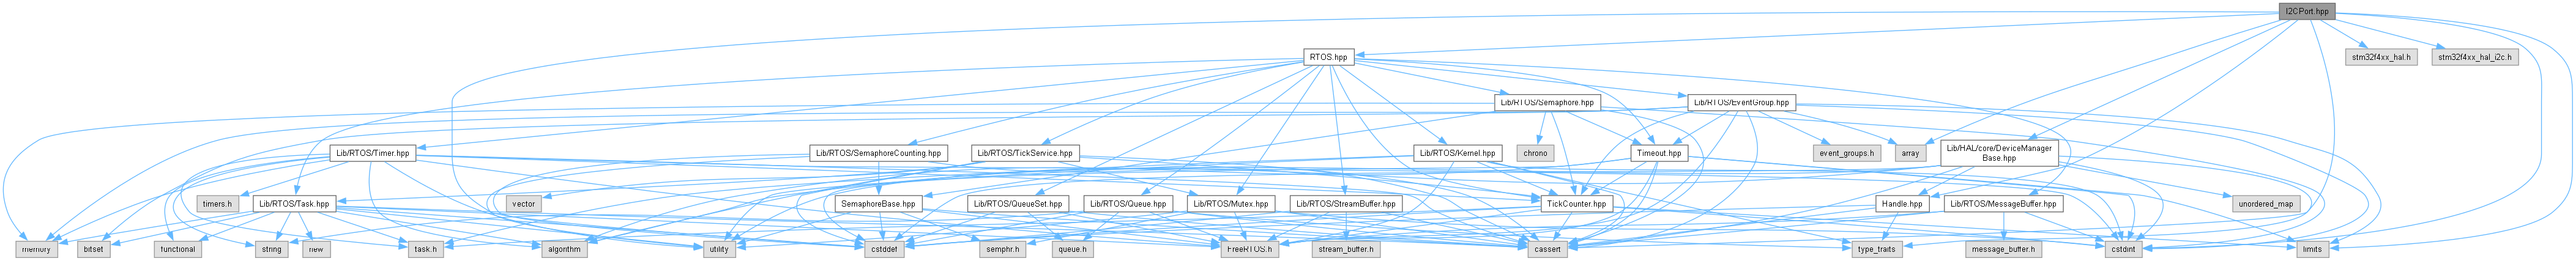 I2CPort.hpp
RTOS.hpp
stm32f4xx_hal.h
stm32f4xx_hal_i2c.h
Lib/RTOS/Semaphore.hpp
Lib/RTOS/EventGroup.hpp
Lib/RTOS/Timer.hpp
Lib/RTOS/SemaphoreCounting.hpp
Lib/RTOS/TickService.hpp
Lib/RTOS/Kernel.hpp
chrono
Timeout.hpp
event_groups.h
array
Lib/HAL/core/DeviceManager
Base.hpp
timers.h
Lib/RTOS/Task.hpp
vector
SemaphoreBase.hpp
Lib/RTOS/QueueSet.hpp
Lib/RTOS/Queue.hpp
Lib/RTOS/Mutex.hpp
Lib/RTOS/StreamBuffer.hpp
TickCounter.hpp
Handle.hpp
Lib/RTOS/MessageBuffer.hpp
unordered_map
memory
bitset
functional
string
new
task.h
algorithm
utility
cstddef
semphr.h
queue.h
FreeRTOS.h
stream_buffer.h
cassert
type_traits
message_buffer.h
cstdint
limits